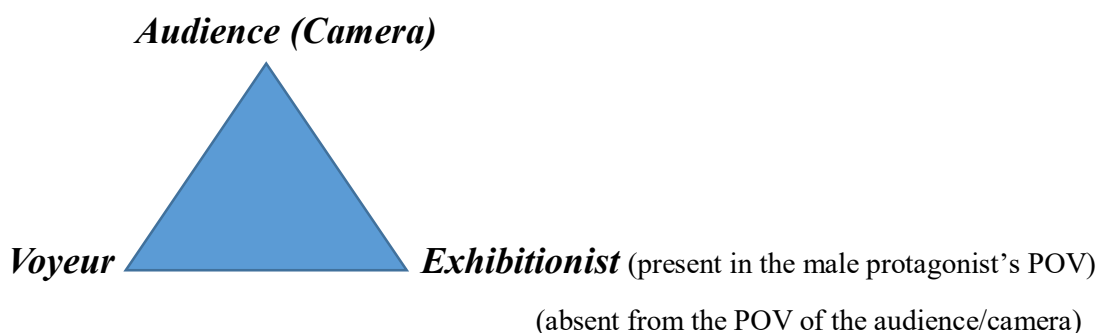 Audience (Camera)
Voyeur Exhibitionist (present in the male protagonist’s POV)
(absent from the POV of the audience/camera)